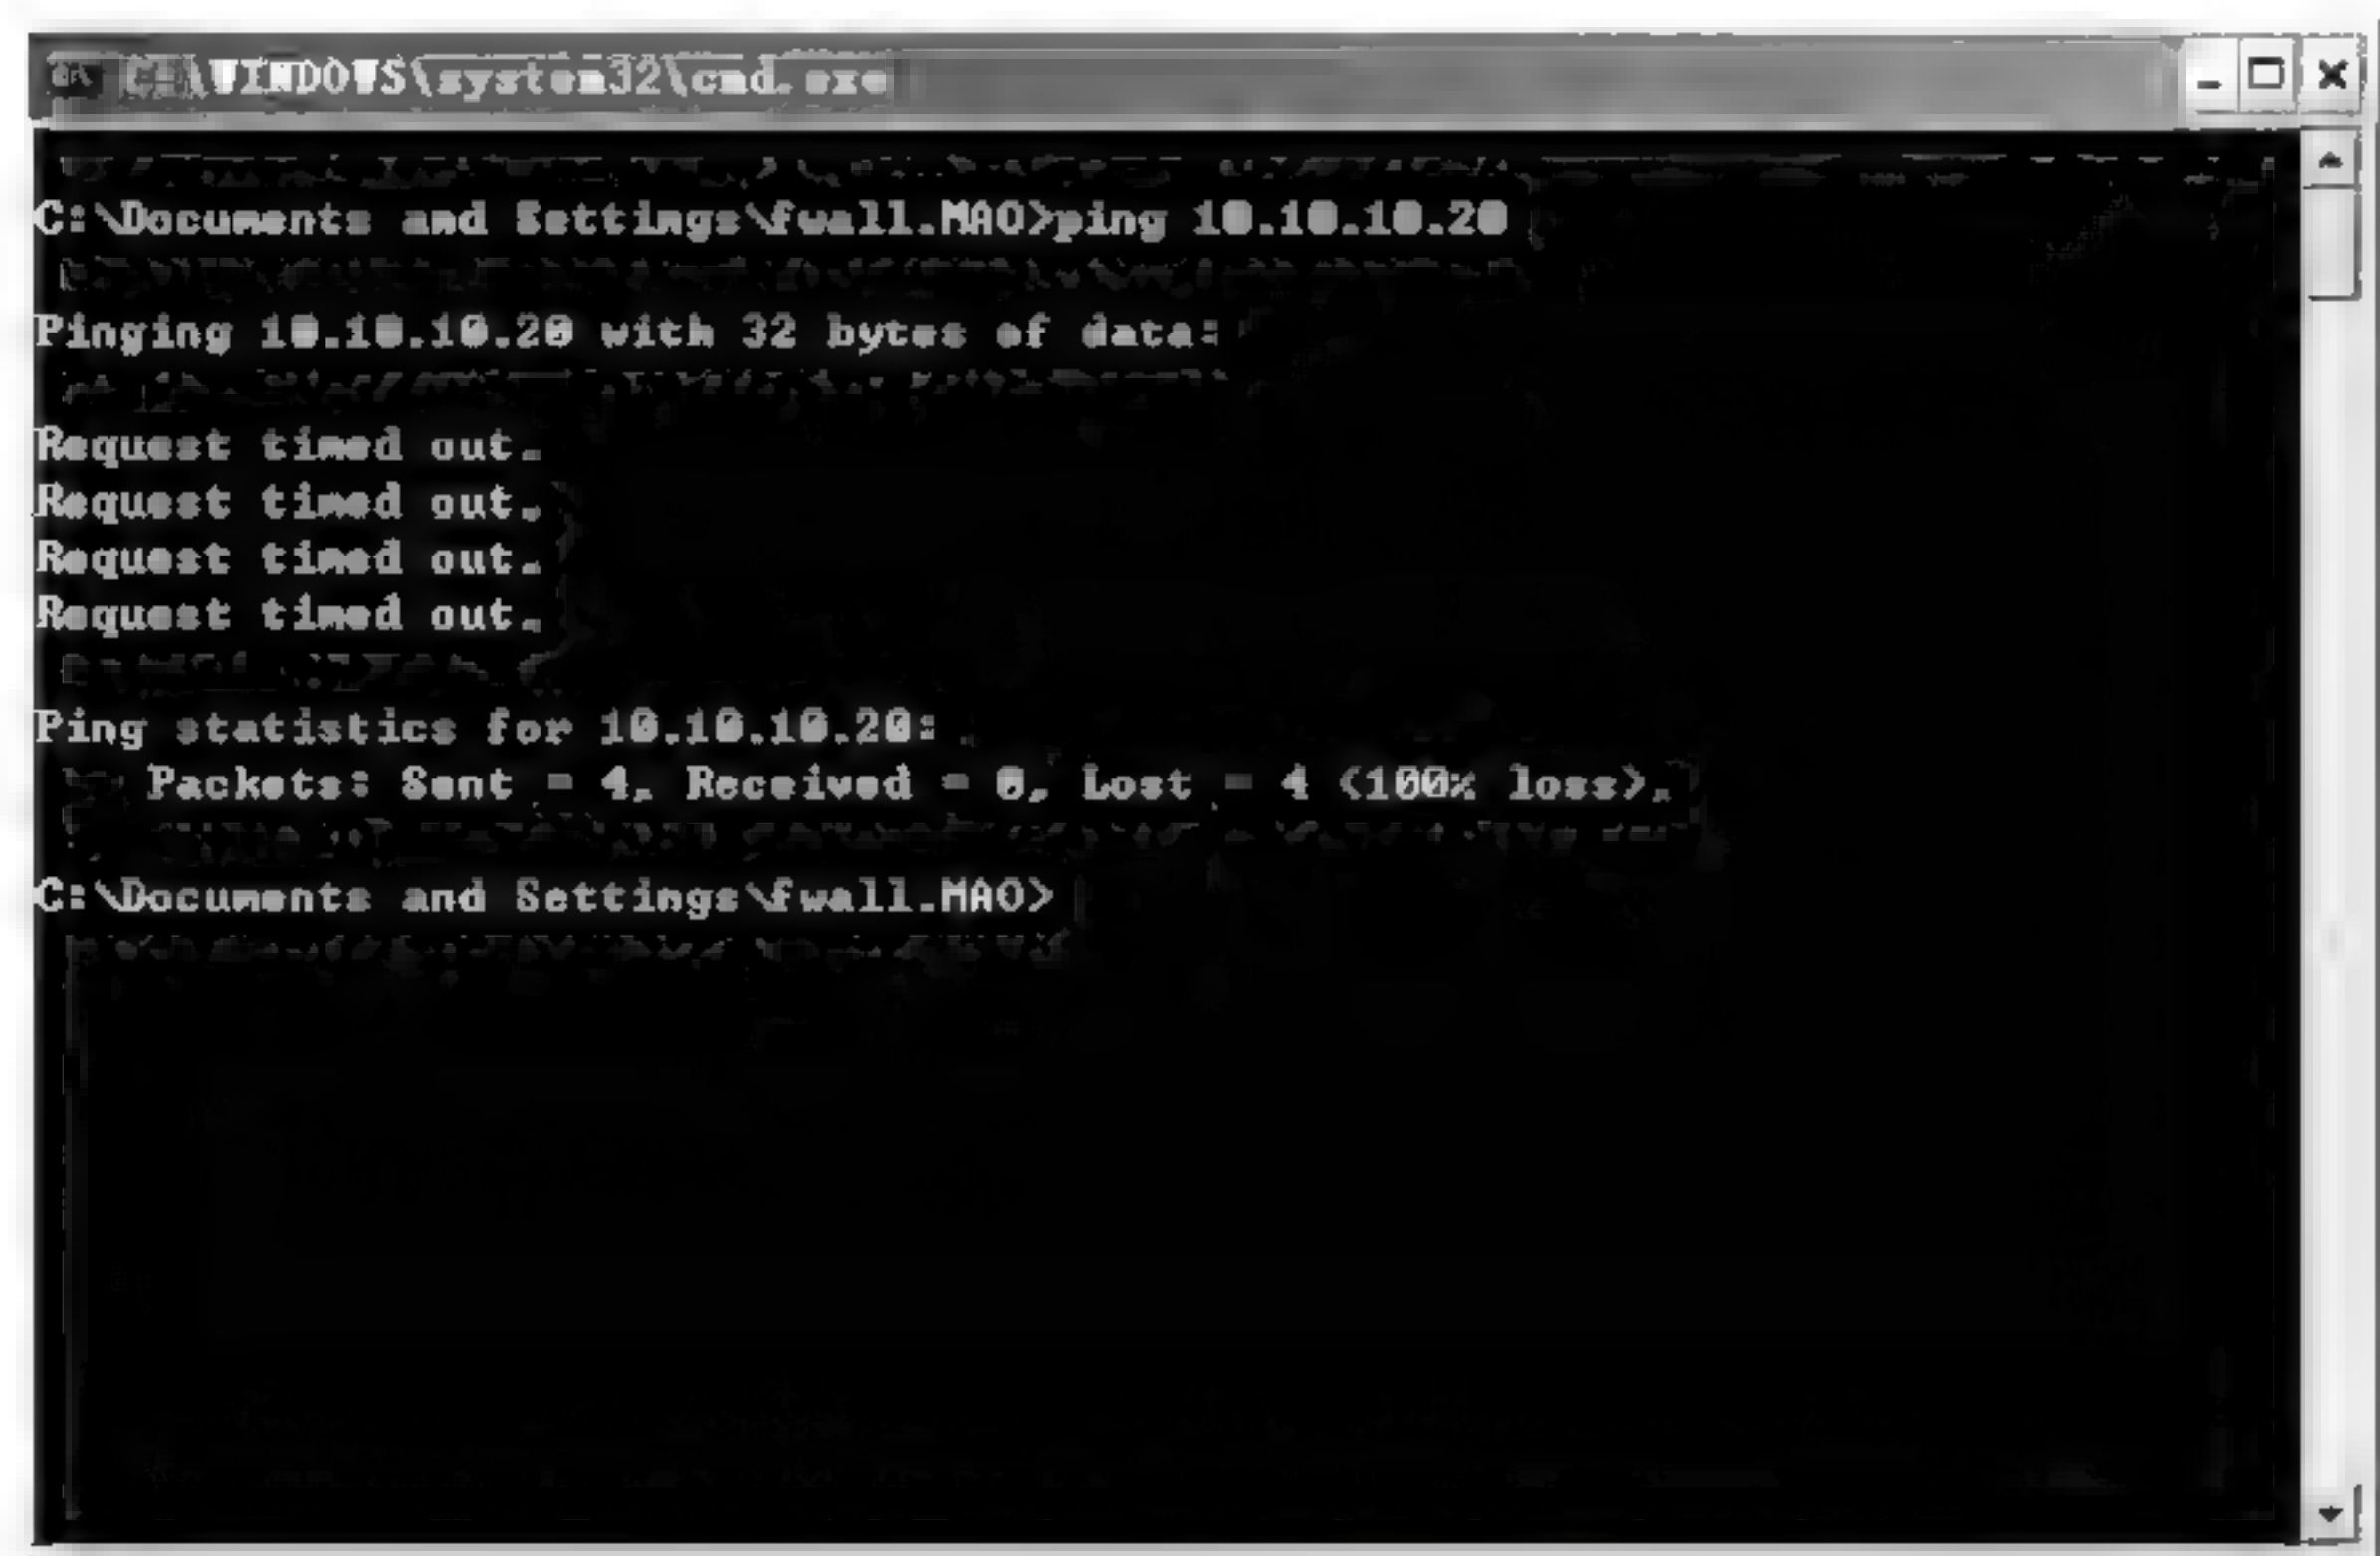 C:\WINDOWS\system32\cmd.exe
C:\Documents and Settings\fwall.MAO>ping 10.10.10.20
Pinging 10.10.10.20 with 32 bytes of data:
Request timed out.
Request timed out.
Request timed out.
Request timed out.
Ping statistics for 10.10.10.20:
    Packets: Sent = 4, Received = 0, Lost = 4 (100% loss),
C:\Documents and Settings\fwall.MAO>